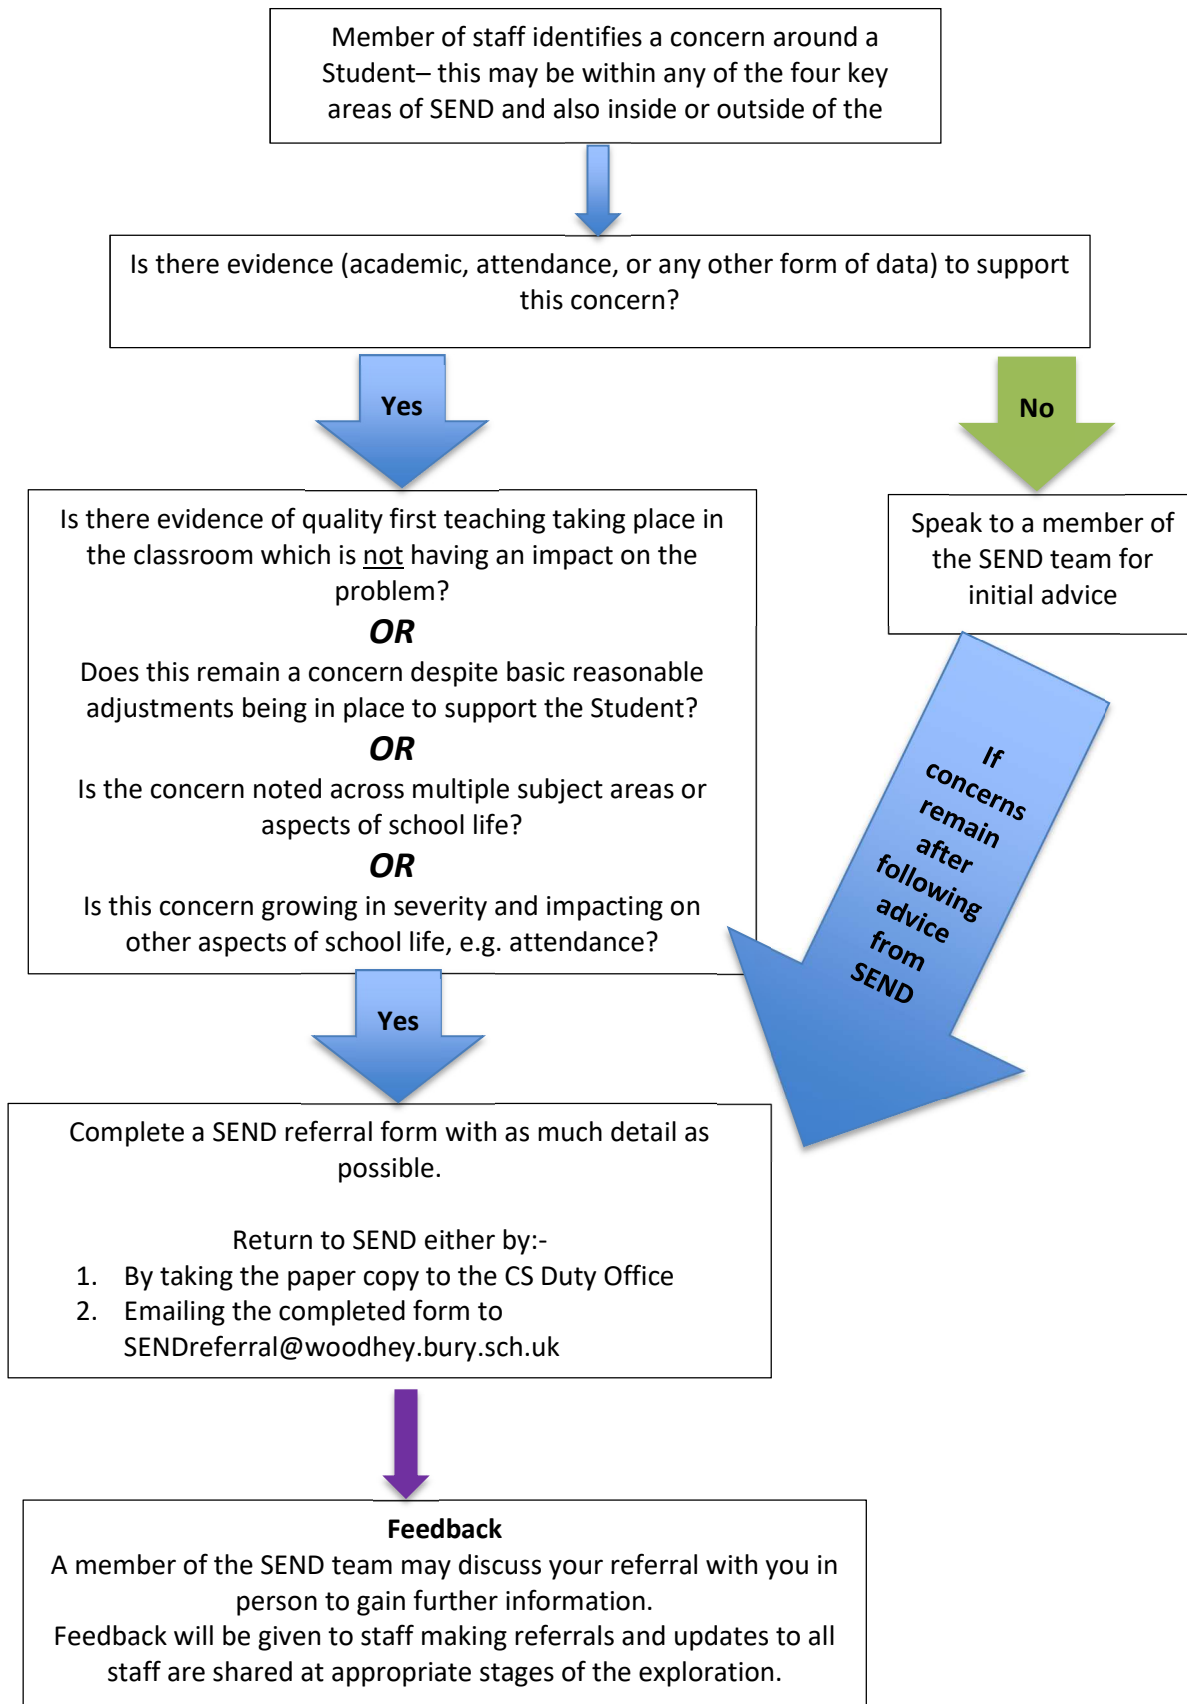 Member of staff identifies a concern around a
Student– this may be within any of the four key
areas of SEND and also inside or outside of the
Is there evidence (academic, attendance, or any other form of data) to support
this concern?
Yes
No
Is there evidence of quality first teaching taking place in
the classroom which is not having an impact on the
problem?
OR
Does this remain a concern despite basic reasonable
adjustments being in place to support the Student?
OR
Is the concern noted across multiple subject areas or
aspects of school life?
OR
Is this concern growing in severity and impacting on
other aspects of school life, e.g. attendance?
Speak to a member of
the SEND team for
initial advice
If
concerns
remain
after
following
advice
from
SEND
Yes
Complete a SEND referral form with as much detail as
possible.
Return to SEND either by:-
1. By taking the paper copy to the CS Duty Office
2. Emailing the completed form to
SENDreferral@woodhey.bury.sch.uk
Feedback
A member of the SEND team may discuss your referral with you in
person to gain further information.
Feedback will be given to staff making referrals and updates to all
staff are shared at appropriate stages of the exploration.